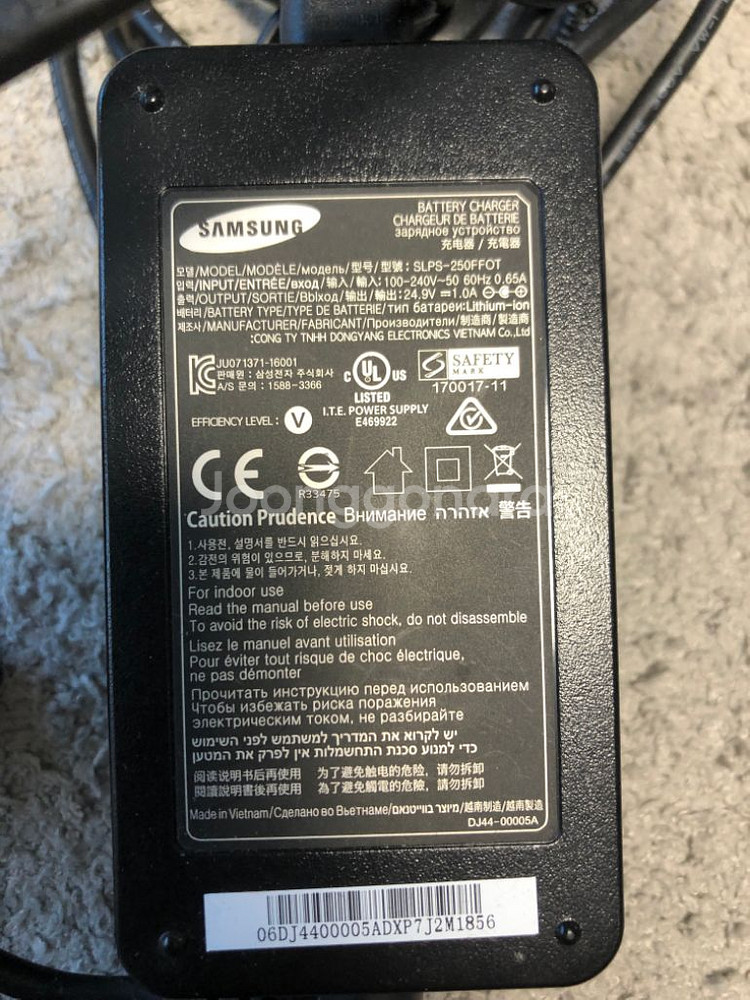 SAMSUNG
BATTERY CHARGER
CHARGEUR DE BATTERIE
зарядное устройство
充电器 / 充電器
모델/MODEL/MODÈLE/модель/型号/型號: SLPS-250FFOT
입력/INPUT/ENTRÉE/вход/输入/輸入:100-240V~50 60Hz 0.65A
출력/OUTPUT/SORTIE/Выход/输出/輸出:24.9V⎓1.0A
배터리/BATTERY TYPE/TYPE DE BATTERIE/тип батареи:Lithium-ion
제조사/MANUFACTURER/FABRICANT/Производители/制造商/製造商
:CONG TY TNHH DONGYANG ELECTRONICS VIETNAM Co.,Ltd
JU071371-16001
판매원 : 삼성전자 주식회사
A/S 문의 : 1588-3366
c UL US
LISTED
I.T.E. POWER SUPPLY
E469922
SAFETY
MARK
170017-11
EFFICIENCY LEVEL : V
CE
R33475
Joonggonara
Caution Prudence Внимание אזהרה 警告
1.사용전, 설명서를 반드시 읽으십시요.
2.감전의 위험이 있으므로, 분해하지 마세요.
3.본 제품에 물이 들어가거나, 젖게 하지 마십시요.
For indoor use
Read the manual before use
To avoid the risk of electric shock, do not disassemble
Lisez le manuel avant utilisation
Pour éviter tout risque de choc électrique,
ne pas démonter
Прочитать инструкцию перед использованием
Чтобы избежать риска поражения
электрическим током, не разбирайте
יש לקרוא את המדריך למשתמש לפני השימוש
כדי למנוע סכנת התחשמלות אין לפרק את המטען
阅读说明书后再使用 为了避免触电的危险, 请勿拆卸
閱讀說明書後再使用 為了避免觸電的危險, 請勿拆卸
Made in Vietnam/Сделано во Вьетнаме/מיוצר בווייטנאם/越南制造/越南製造
DJ44-00005A
06DJ4400005ADXP7J2M1856